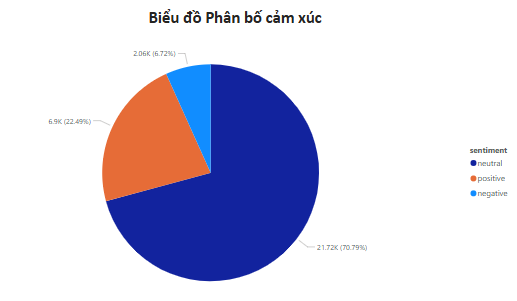 Biểu đồ Phân bố cảm xúc
2.06K (6.72%)
6.9K (22.49%)
21.72K (70.79%)
sentiment
neutral
positive
negative